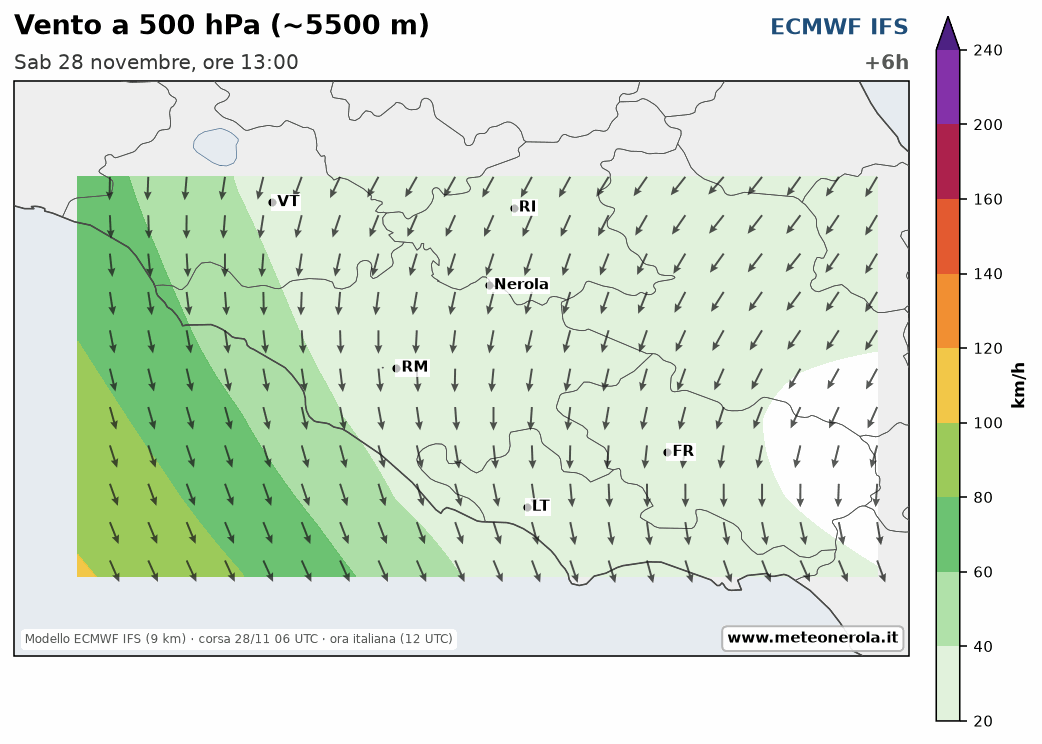 Vento a 500 hPa (~5500 m)
ECMWF IFS
Sab 28 novembre, ore 13:00
+6h
VT
RI
Nerola
RM
FR
LT
240
200
160
140
120
100
80
60
40
20
km/h
Modello ECMWF IFS (9 km) · corsa 28/11 06 UTC · ora italiana (12 UTC)
www.meteonerola.it